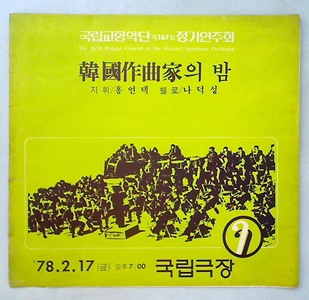 국립교향악단 제167회 정기연주회
The 167th Regular Concert of The National Symphony Orchestra
韓國作曲家의 밤
지휘/홍연택 첼로/나덕성
'78.2.17 (금) 오후7:00 국립극장